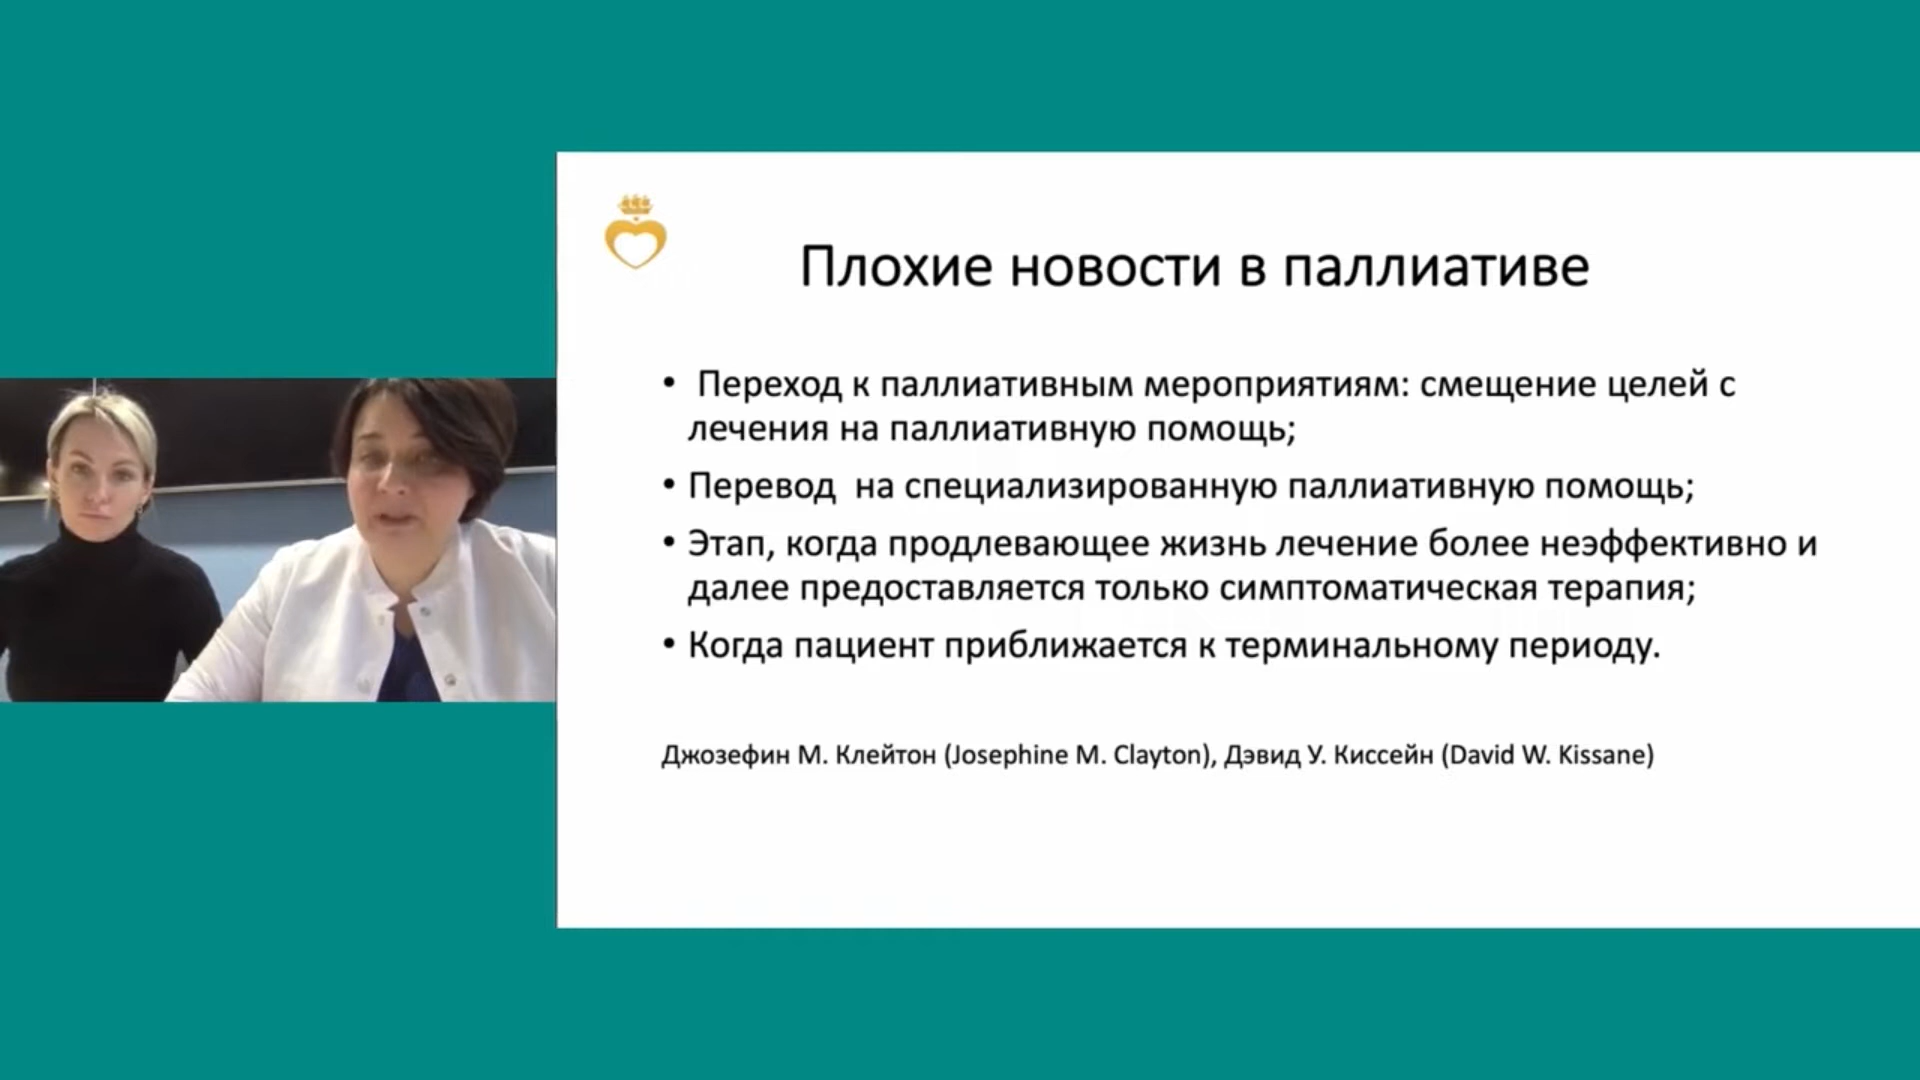 Плохие новости в паллиативе
• Переход к паллиативным мероприятиям: смещение целей с
лечения на паллиативную помощь;
• Перевод на специализированную паллиативную помощь;
• Этап, когда продлевающее жизнь лечение более неэффективно и
далее предоставляется только симптоматическая терапия;
• Когда пациент приближается к терминальному периоду.
Джозефин М. Клейтон (Josephine M. Clayton), Дэвид У. Киссейн (David W. Kissane)